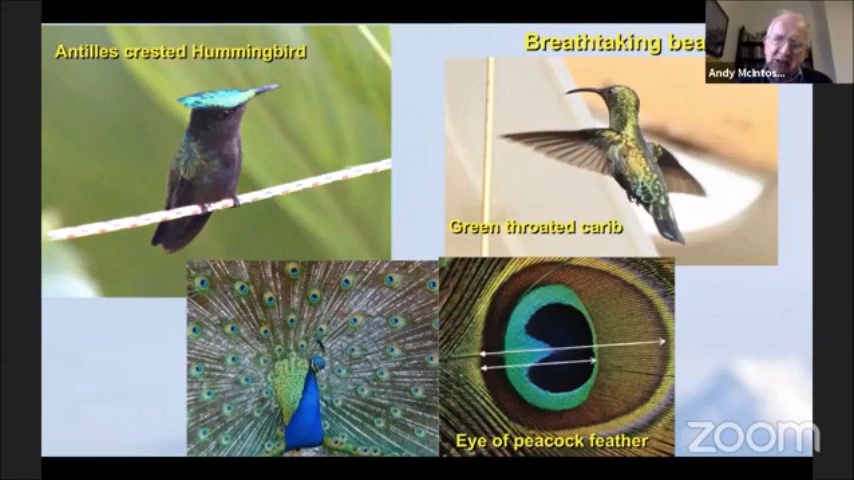 Antilles crested Hummingbird
Breathtaking bea
Andy McIntos...
Green throated carib
Eye of peacock feather
zoom